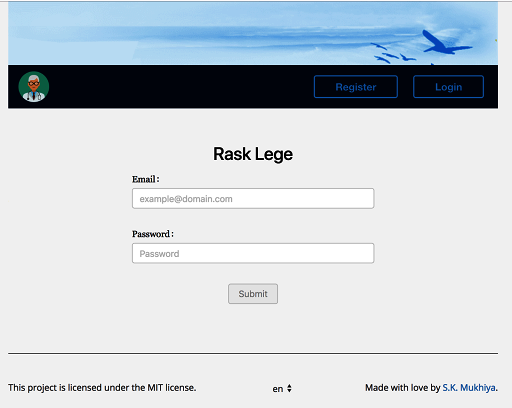 Register
Login
Rask Lege
Email :
example@domain.com
Password :
Password
Submit
This project is licensed under the MIT license.
en
Made with love by S.K. Mukhiya.